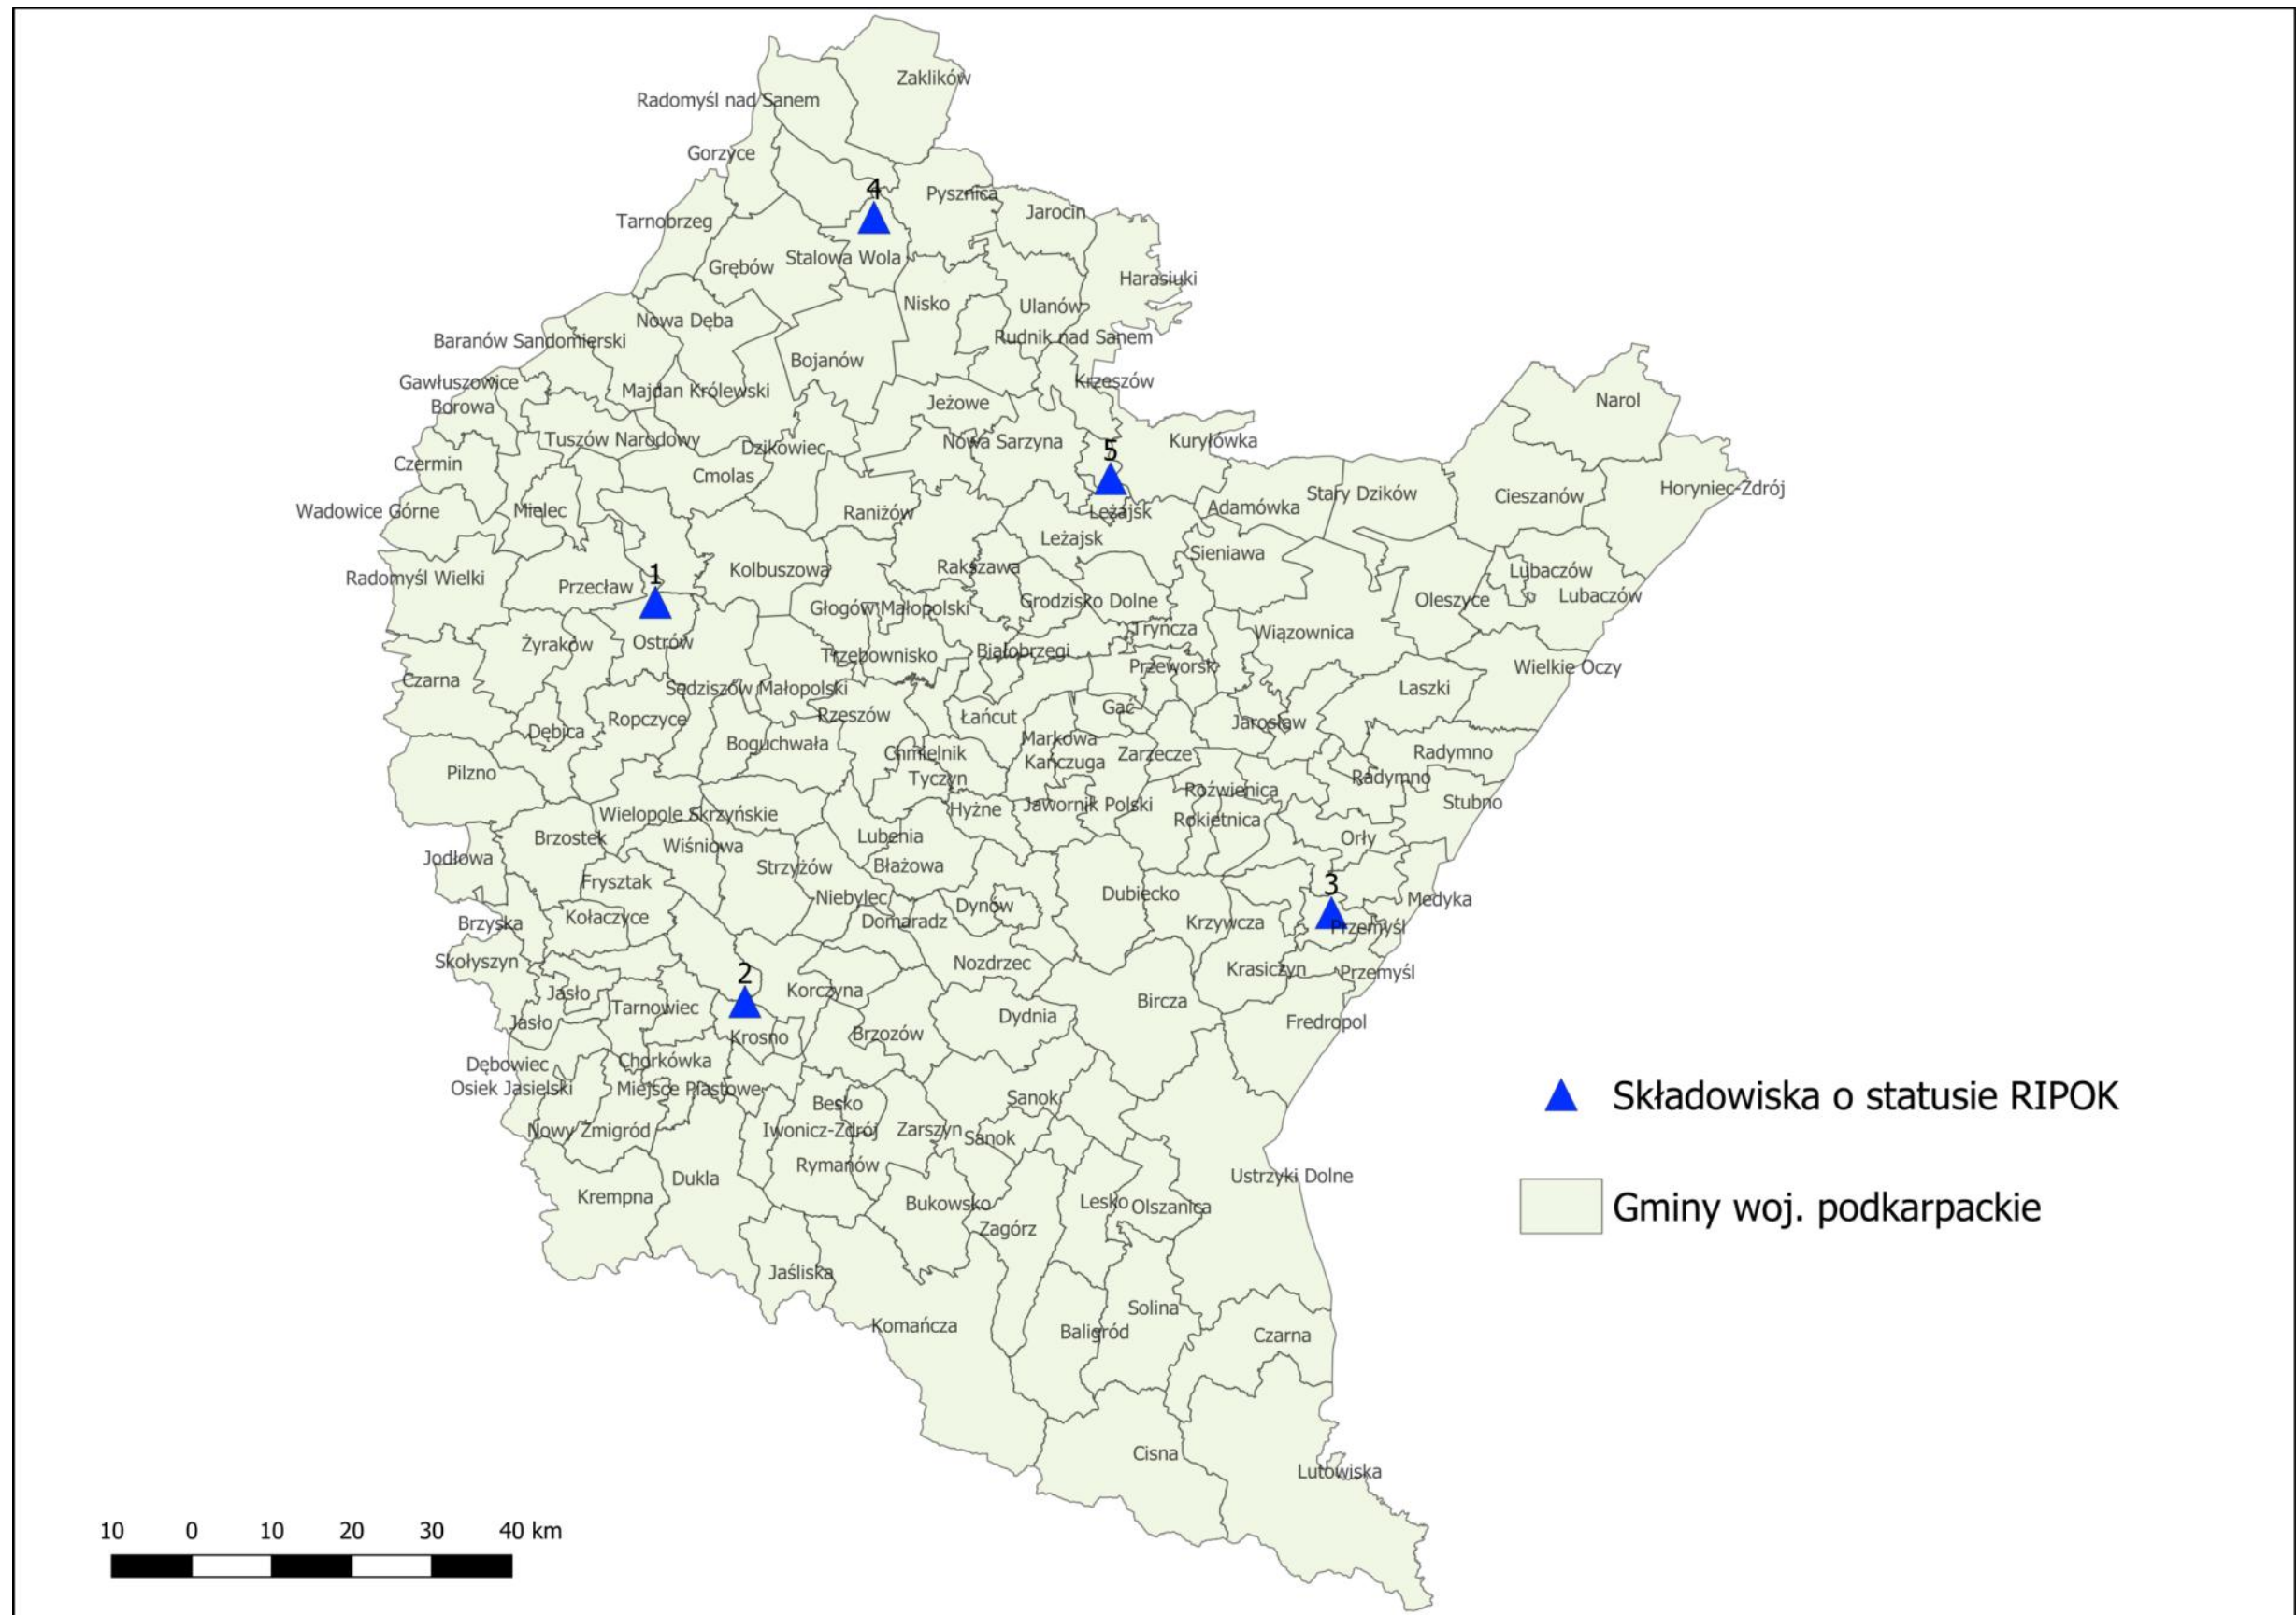 Zaklików
Radomyśl nad Sanem
Gorzyce
4
Pysznica
Jarocin
Tarnobrzeg
Stalowa Wola
Grębów
Harasiuki
Nisko
Ulanów
Nowa Dęba
Rudnik nad Sanem
Baranów Sandomierski
Bojanów
Gawłuszowice
Krzeszów
Majdan Królewski
Narol
Borowa
Jeżowe
Tuszów Narodowy
Nowa Sarzyna
Kuryłówka
Dzikowiec
5
Czermin
Cmolas
Stary Dzików
Cieszanów
Horyniec-Zdrój
Wadowice Górne
Mielec
Raniżów
Leżajsk
Adamówka
Leżajsk
Sieniawa
Radomyśl Wielki
Przecław
1
Kolbuszowa
Rakszawa
Lubaczów
Lubaczów
Głogów Małopolski
Grodzisko Dolne
Oleszyce
Żyraków
Ostrów
Tryńcza
Wiązownica
Trzebownisko
Białobrzegi
Przeworsk
Wielkie Oczy
Czarna
Sędziszów Małopolski
Laszki
Ropczyce
Rzeszów
Łańcut
Gać
Jarosław
Dębica
Boguchwała
Chmielnik
Markowa
Zarzecze
Radymno
Kańczuga
Pilzno
Tyczyn
Radymno
Roźwienica
Stubno
Wielopole Skrzyńskie
Hyżne
Jawornik Polski
Rokietnica
Brzostek
Wiśniowa
Lubenia
Orły
Jodłowa
Strzyżów
Błażowa
Frysztak
3
Niebylec
Dynów
Dubiecko
Medyka
Brzyska
Kołaczyce
Domaradz
Krzywcza
Przemyśl
Skołyszyn
2
Nozdrzec
Krasiczyn
Przemyśl
Jasło
Tarnowiec
Korczyna
Bircza
Jasło
Krosno
Brzozów
Dydnia
Fredropol
Dębowiec
Chorkówka
Osiek Jasielski
Miejsce Piastowe
Besko
Sanok
Składowiska o statusie RIPOK
Nowy Żmigród
Iwonicz-Zdrój
Zarszyn
Sanok
Rymanów
Krempna
Dukla
Bukowsko
Lesko
Olszanica
Ustrzyki Dolne
Gminy woj. podkarpackie
Zagórz
Jaśliska
Komańcza
Solina
Baligród
Czarna
Cisna
Lutowiska
10 0 10 20 30 40 km